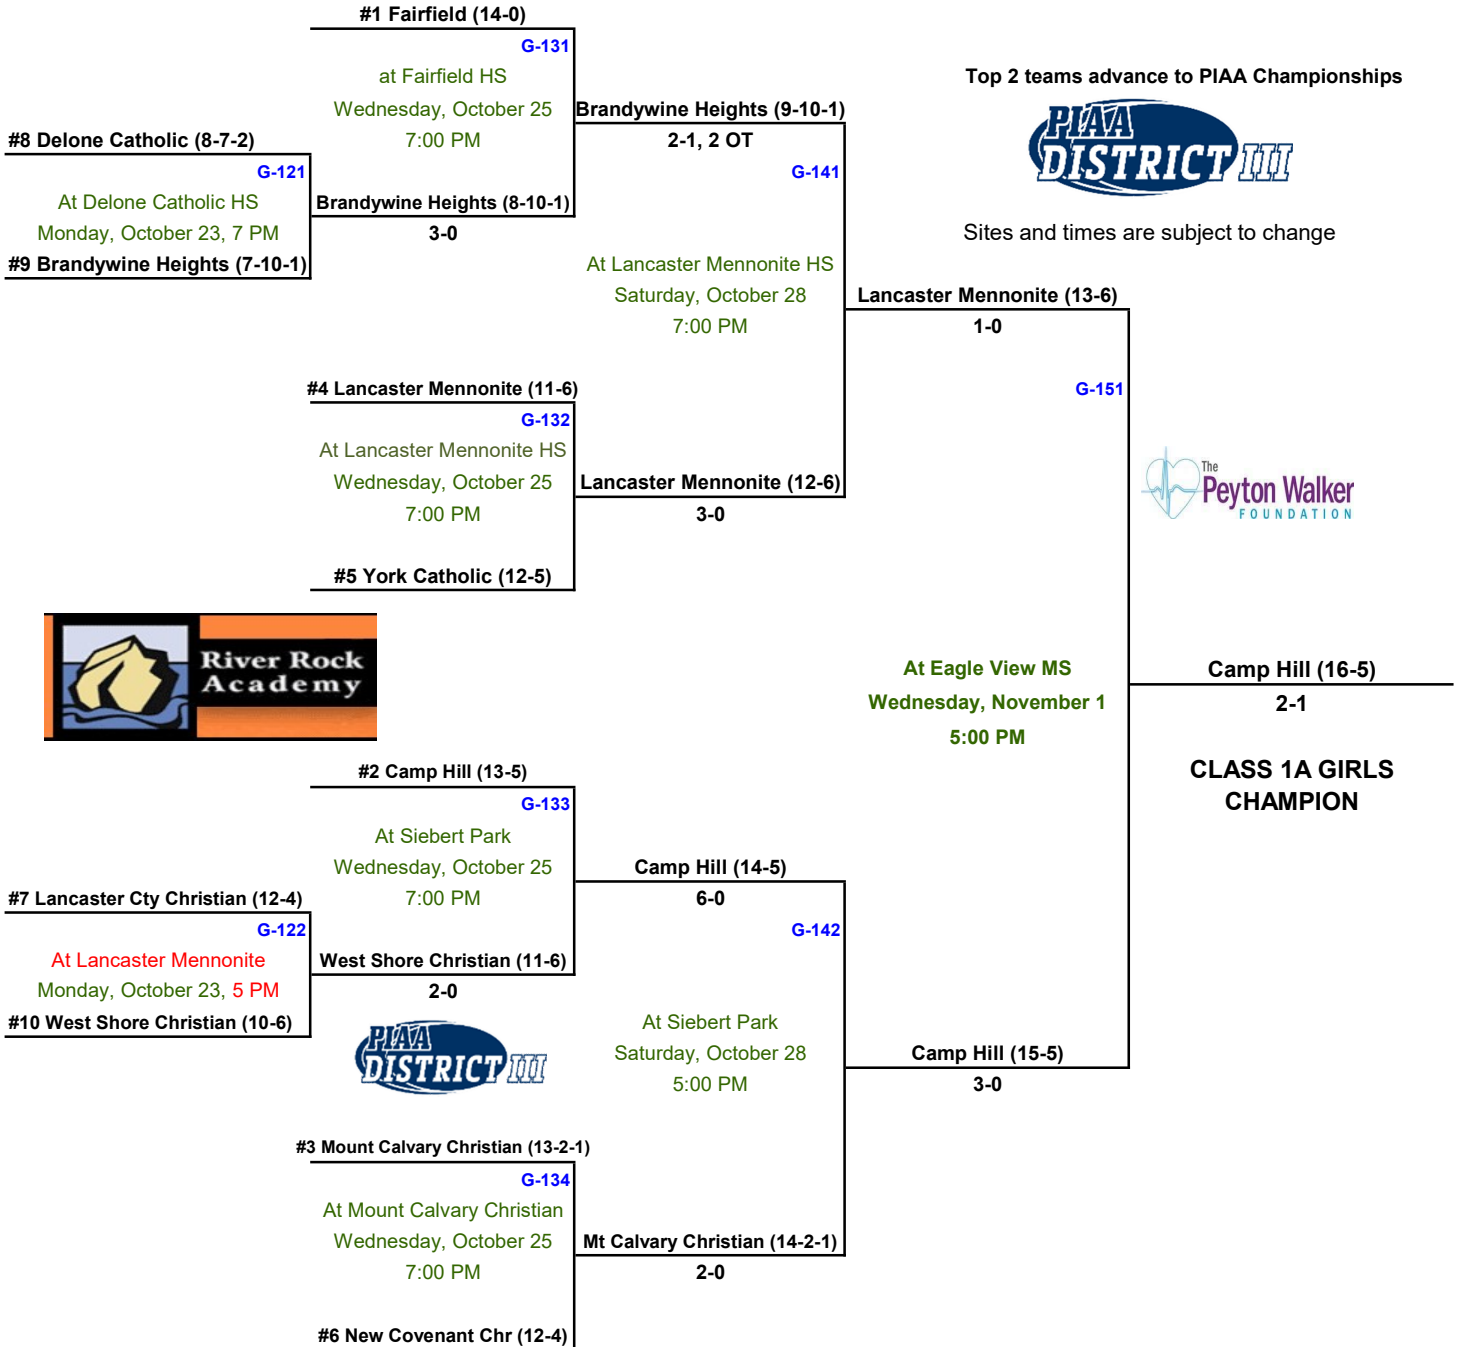 #1 Fairfield (14-0)
G-131
at Fairfield HS
Wednesday, October 25
7:00 PM
Top 2 teams advance to PIAA Championships
PIAA
DISTRICT III
Sites and times are subject to change
Brandywine Heights (9-10-1)
2-1, 2 OT
#8 Delone Catholic (8-7-2)
G-121
At Delone Catholic HS
Monday, October 23, 7 PM
#9 Brandywine Heights (7-10-1)
Brandywine Heights (8-10-1)
3-0
G-141
At Lancaster Mennonite HS
Saturday, October 28
7:00 PM
Lancaster Mennonite (13-6)
1-0
#4 Lancaster Mennonite (11-6)
G-132
At Lancaster Mennonite HS
Wednesday, October 25
7:00 PM
Lancaster Mennonite (12-6)
3-0
#5 York Catholic (12-5)
G-151
The
Peyton Walker
FOUNDATION
River Rock
Academy
At Eagle View MS
Wednesday, November 1
5:00 PM
Camp Hill (16-5)
2-1
CLASS 1A GIRLS
CHAMPION
#2 Camp Hill (13-5)
G-133
At Siebert Park
Wednesday, October 25
7:00 PM
Camp Hill (14-5)
6-0
#7 Lancaster Cty Christian (12-4)
G-122
At Lancaster Mennonite
Monday, October 23, 5 PM
#10 West Shore Christian (10-6)
West Shore Christian (11-6)
2-0
G-142
At Siebert Park
Saturday, October 28
5:00 PM
Camp Hill (15-5)
3-0
PIAA
DISTRICT III
#3 Mount Calvary Christian (13-2-1)
G-134
At Mount Calvary Christian
Wednesday, October 25
7:00 PM
Mt Calvary Christian (14-2-1)
2-0
#6 New Covenant Chr (12-4)